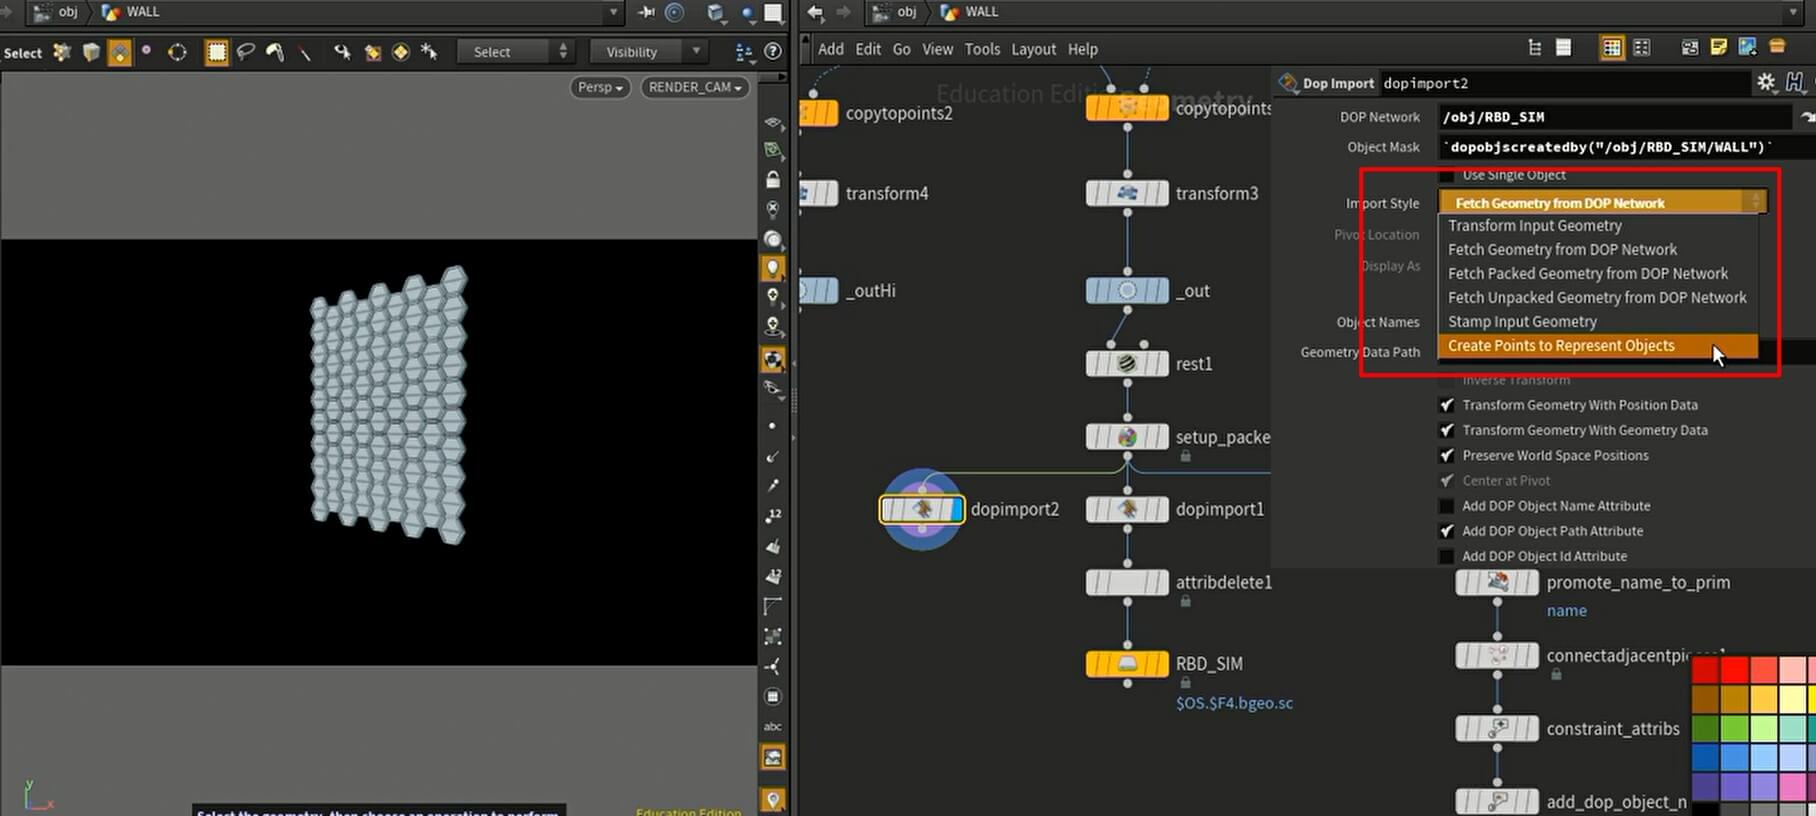 obj WALL
obj WALL
Select
Select
Visibility
Add Edit Go View Tools Layout Help
Persp
RENDER_CAM
Education Edition
Dop Import dopimport2
DOP Network /obj/RBD_SIM
Object Mask `dopobjscreatedby("/obj/RBD_SIM/WALL")`
Use Single Object
Import Style Fetch Geometry from DOP Network
Transform Input Geometry
Pivot Location
Fetch Geometry from DOP Network
Display As
Fetch Packed Geometry from DOP Network
Fetch Unpacked Geometry from DOP Network
Object Names
Stamp Input Geometry
Create Points to Represent Objects
Geometry Data Path
Inverse Transform
Transform Geometry With Position Data
Transform Geometry With Geometry Data
Preserve World Space Positions
Center at Pivot
Add DOP Object Name Attribute
Add DOP Object Path Attribute
Add DOP Object Id Attribute
copytopoints2
copytopoints
transform4
transform3
_outHi
_out
rest1
setup_packe
dopimport2
dopimport1
attribdelete1
RBD_SIM
$OS.$F4.bgeo.sc
promote_name_to_prim
name
connectadjacentpi
constraint_attribs
add_dop_object_n
12
12
abc
y
x
Select the geometry, then choose an operation to perform
Education Edition